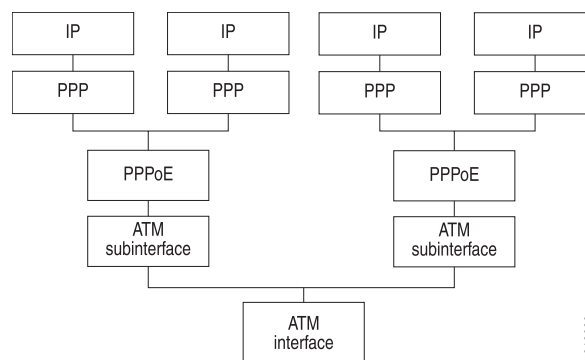 IP
IP
IP
IP
PPP
PPP
PPP
PPP
PPPoE
PPPoE
ATM
subinterface
ATM
subinterface
ATM
interface